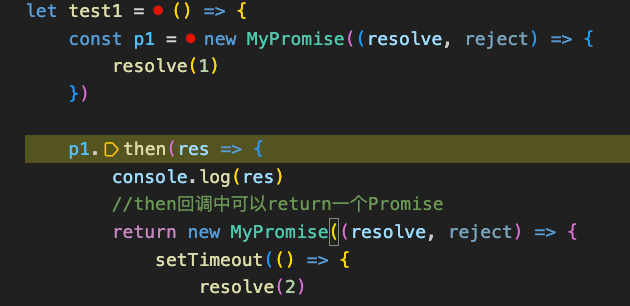 let test1 = () => {
const p1 = new MyPromise((resolve, reject) => {
resolve(1)
})
p1.then(res => {
console.log(res)
//then回调中可以return一个Promise
return new MyPromise((resolve, reject) => {
setTimeout(() => {
resolve(2)